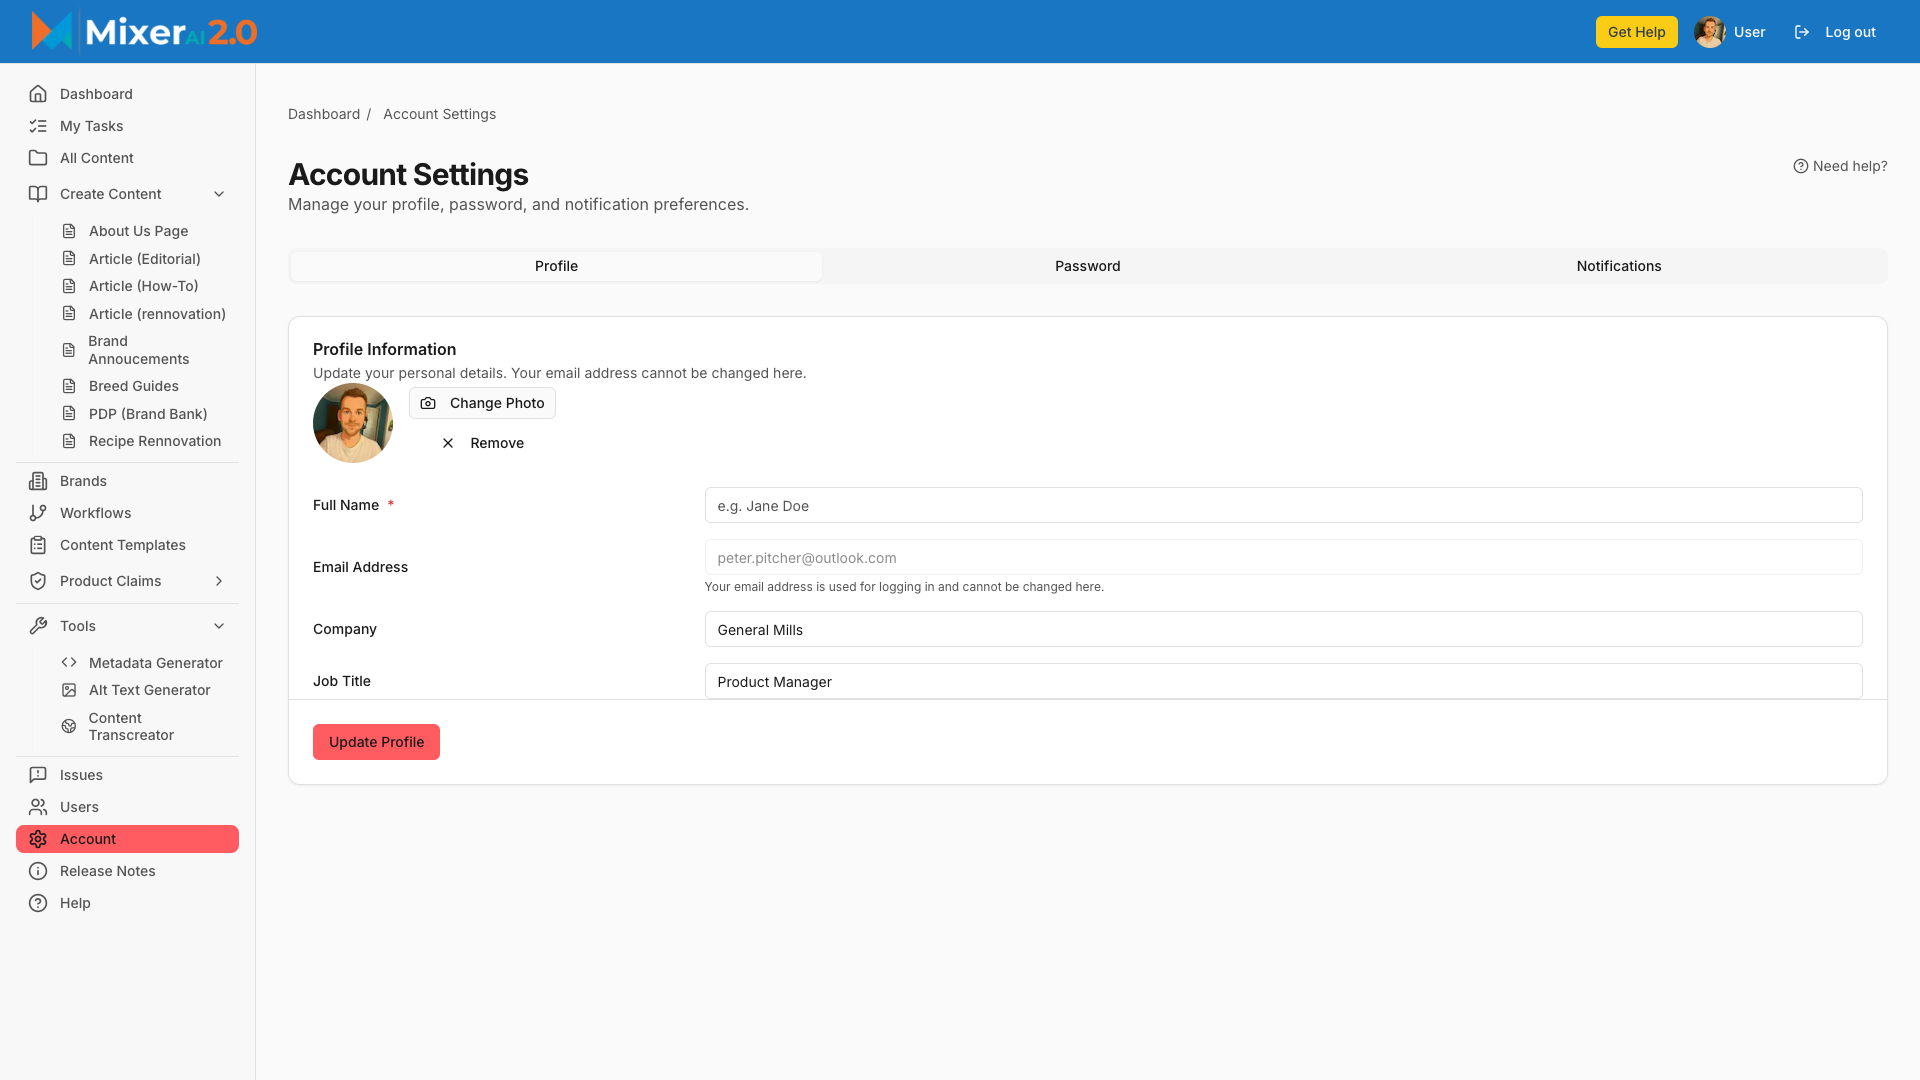 MixerAI 2.0
Get Help
User
Log out
Dashboard
My Tasks
All Content
Create Content
About Us Page
Article (Editorial)
Article (How-To)
Article (rennovation)
Brand
Annoucements
Breed Guides
PDP (Brand Bank)
Recipe Rennovation
Brands
Workflows
Content Templates
Product Claims
Tools
Metadata Generator
Alt Text Generator
Content
Transcreator
Issues
Users
Account
Release Notes
Help
Dashboard / Account Settings
Account Settings
Need help?
Manage your profile, password, and notification preferences.
Profile
Password
Notifications
Profile Information
Update your personal details. Your email address cannot be changed here.
Change Photo
Remove
Full Name *
e.g. Jane Doe
Email Address
peter.pitcher@outlook.com
Your email address is used for logging in and cannot be changed here.
Company
General Mills
Job Title
Product Manager
Update Profile